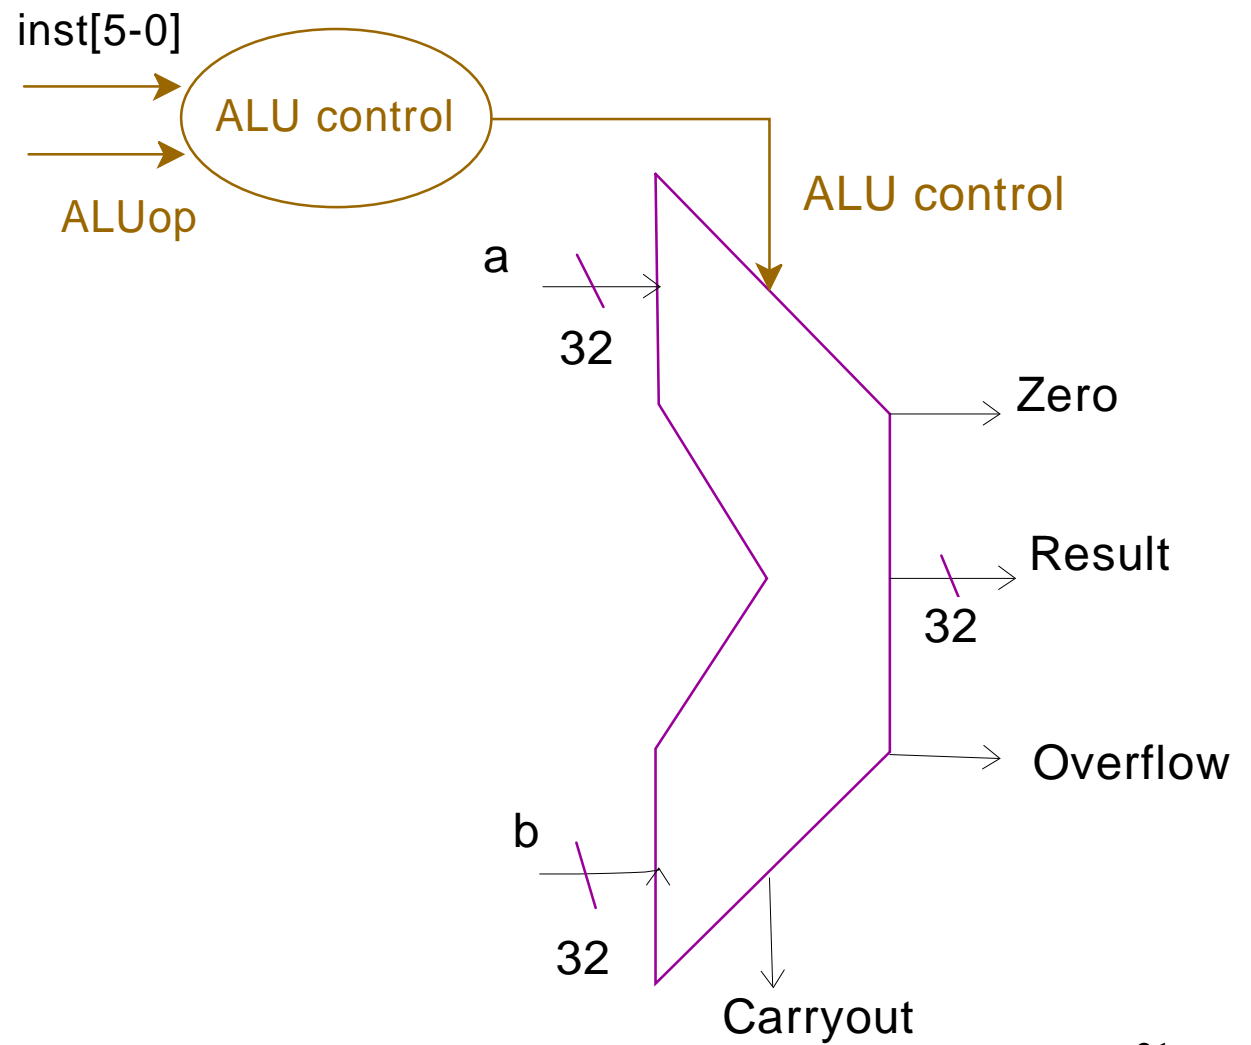 inst[5-0]
ALU control
ALUop
ALU control
a
32
Zero
Result
32
Overflow
b
32
Carryout